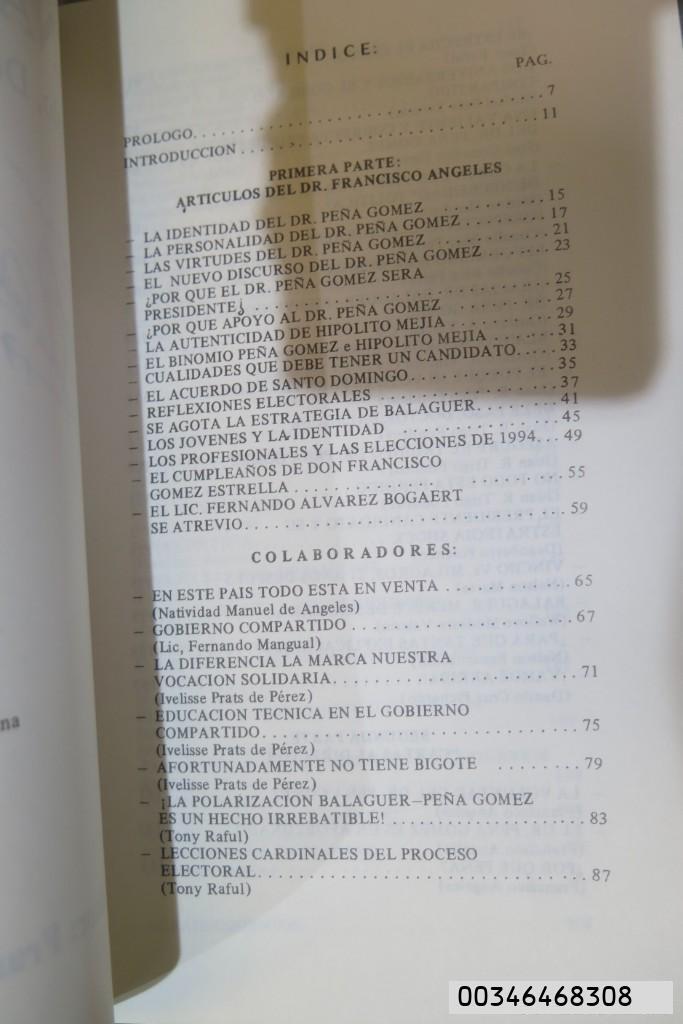 INDICE:
PAG.
PROLOGO. . . . . . . . . . . . . . . . . . . . . . . . . . . . . . . 7
INTRODUCCION . . . . . . . . . . . . . . . . . . . . . . . . . . 11
PRIMERA PARTE:
ARTICULOS DEL DR. FRANCISCO ANGELES
– LA IDENTIDAD DEL DR. PEÑA GOMEZ . . . . . . . . . 15
– LA PERSONALIDAD DEL DR. PEÑA GOMEZ . . . . . . . 17
– LAS VIRTUDES DEL DR. PEÑA GOMEZ . . . . . . . . . 21
– EL NUEVO DISCURSO DEL DR. PEÑA GOMEZ . . . . . . 23
– ¿POR QUE EL DR. PEÑA GOMEZ SERA
PRESIDENTE¿ . . . . . . . . . . . . . . . . . . . . . . . . 25
– ¿POR QUE APOYO AL DR. PEÑA GOMEZ . . . . . . . . 27
– LA AUTENTICIDAD DE HIPOLITO MEJIA . . . . . . . . 29
– EL BINOMIO PEÑA GOMEZ e HIPOLITO MEJIA . . . . . 31
– CUALIDADES QUE DEBE TENER UN CANDIDATO. . . . . 33
– EL ACUERDO DE SANTO DOMINGO. . . . . . . . . . . . 35
– REFLEXIONES ELECTORALES . . . . . . . . . . . . . . 37
– SE AGOTA LA ESTRATEGIA DE BALAGUER. . . . . . . . 41
– LOS JOVENES Y LA IDENTIDAD . . . . . . . . . . . . 45
– LOS PROFESIONALES Y LAS ELECCIONES DE 1994. . . 49
– EL CUMPLEAÑOS DE DON FRANCISCO
GOMEZ ESTRELLA . . . . . . . . . . . . . . . . . . . . 55
– EL LIC. FERNANDO ALVAREZ BOGAERT
SE ATREVIO. . . . . . . . . . . . . . . . . . . . . . . . . 59
COLABORADORES:
– EN ESTE PAIS TODO ESTA EN VENTA . . . . . . . . . . 65
(Natividad Manuel de Angeles)
– GOBIERNO COMPARTIDO . . . . . . . . . . . . . . . . . 67
(Lic, Fernando Mangual)
– LA DIFERENCIA LA MARCA NUESTRA
VOCACION SOLIDARIA. . . . . . . . . . . . . . . . . . . 71
(Ivelisse Prats de Pérez)
– EDUCACION TECNICA EN EL GOBIERNO
COMPARTIDO. . . . . . . . . . . . . . . . . . . . . . . . 75
(Ivelisse Prats de Pérez)
– AFORTUNADAMENTE NO TIENE BIGOTE . . . . . . . . 79
(Ivelisse Prats de Pérez)
– ¡LA POLARIZACION BALAGUER–PEÑA GOMEZ
ES UN HECHO IRREBATIBLE! . . . . . . . . . . . . . . . 83
(Tony Raful)
– LECCIONES CARDINALES DEL PROCESO
ELECTORAL. . . . . . . . . . . . . . . . . . . . . . . . . 87
(Tony Raful)
00346468308